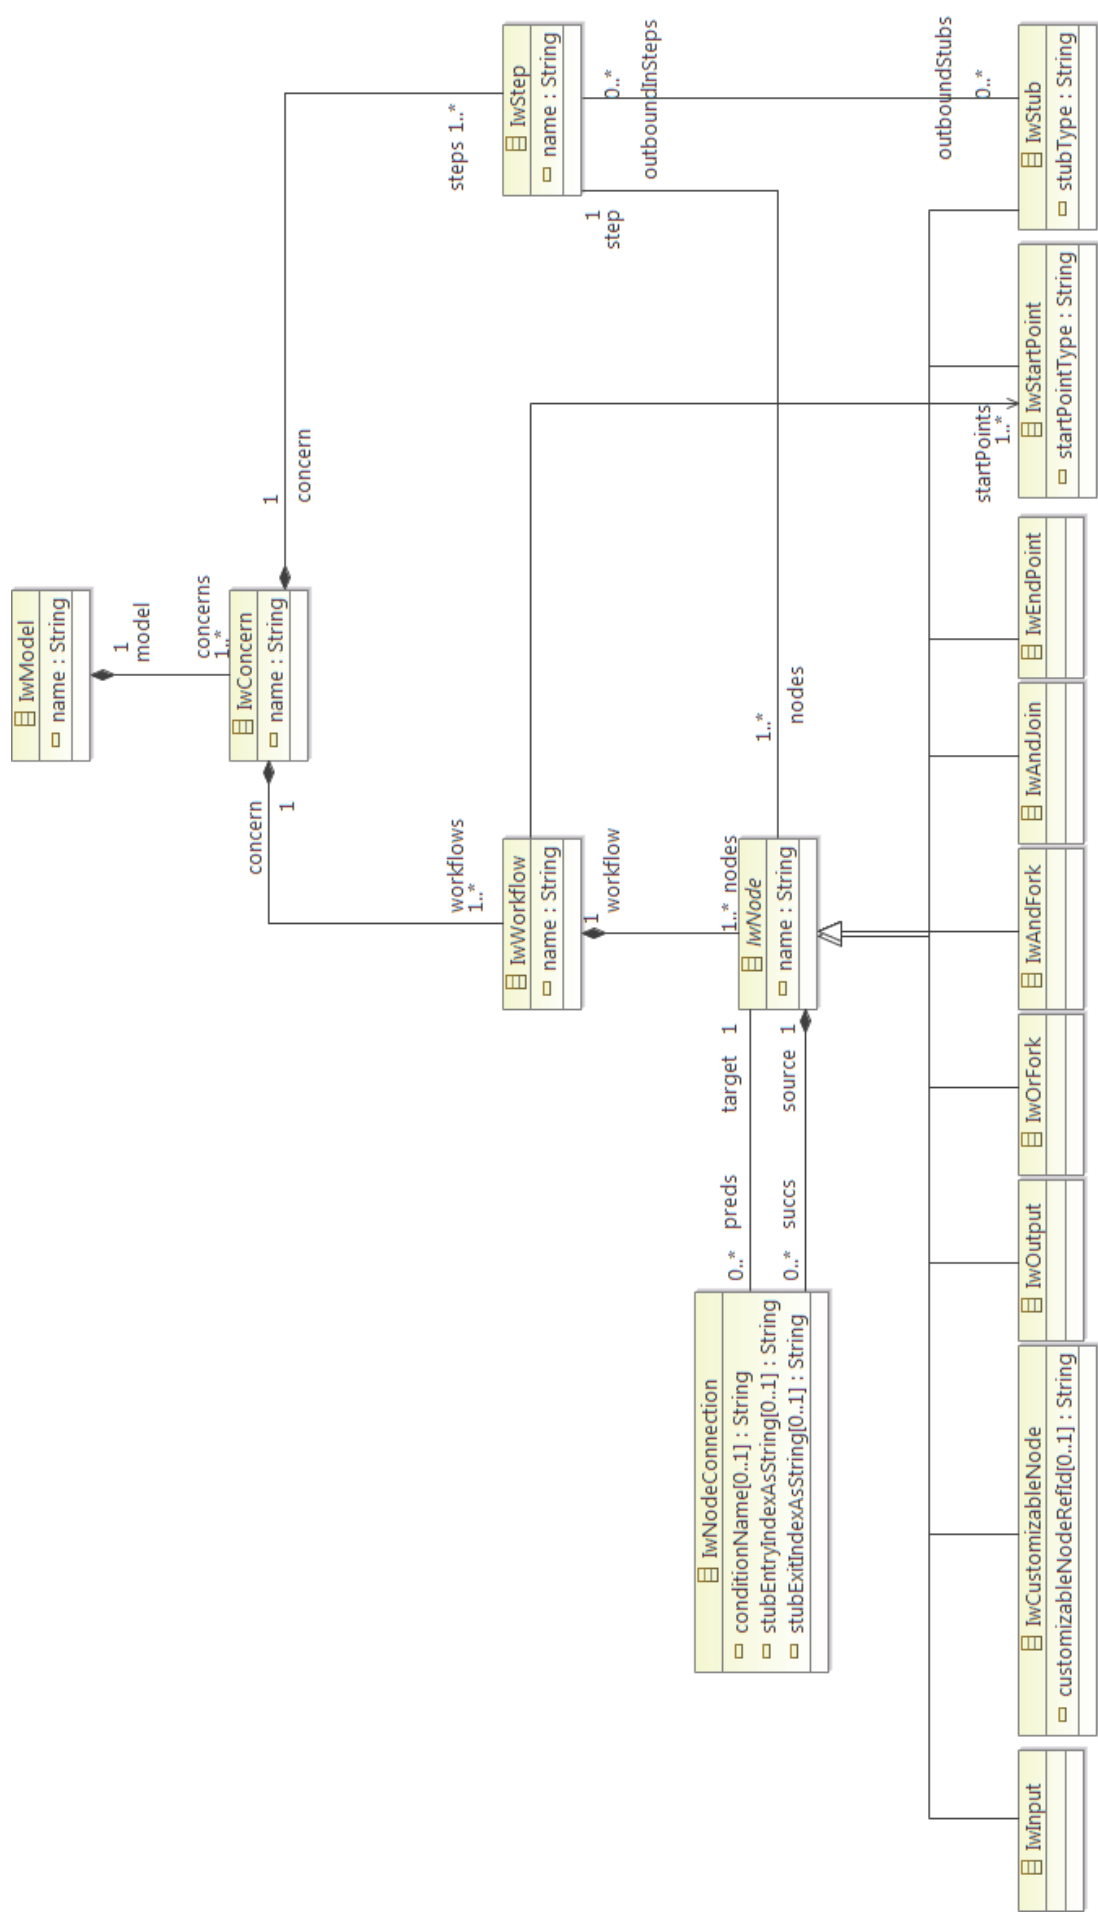 IwModel
name : String
1
model
concerns
1..*
IwConcern
name : String
concern
1
1
concern
workflows
1..*
steps 1..*
IwWorkflow
name : String
IwStep
name : String
1
workflow
1
step
0..*
outboundInSteps
1..* nodes
1..*
nodes
IwNodeConnection
conditionName[0..1] : String
stubEntryIndexAsString[0..1] : String
stubExitIndexAsString[0..1] : String
0..* preds target 1
0..* succs source 1
IwNode
name : String
startPoints
1..*
outboundStubs
0..*
IwInput
IwCustomizableNode
customizableNodeRefId[0..1] : String
IwOutput
IwOrFork
IwAndFork
IwAndJoin
IwEndPoint
IwStartPoint
startPointType : String
IwStub
stubType : String